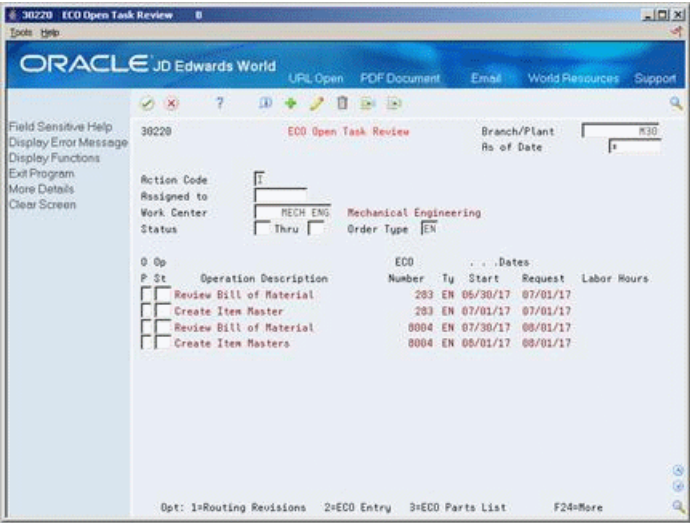 30220 ECO Open Task Review 0
Tools Help
ORACLE JD Edwards World
URL Open PDF Document Email World Resources Support
Field Sensitive Help
Display Error Message
Display Functions
Exit Program
More Details
Clear Screen
30220 ECO Open Task Review Branch/Plant M30
As of Date *
Action Code I
Assigned to
Work Center MECH ENG Mechanical Engineering
Status Thru Order Type EN
O Op ECO . . .Dates
P St Operation Description Number Ty Start Request Labor Hours
Review Bill of Material 283 EN 06/30/17 07/01/17
Create Item Master 283 EN 07/01/17 07/01/17
Review Bill of Material 8004 EN 07/30/17 08/01/17
Create Item Masters 8004 EN 08/01/17 08/01/17
Opt: 1=Routing Revisions 2=ECO Entry 3=ECO Parts List F24=More